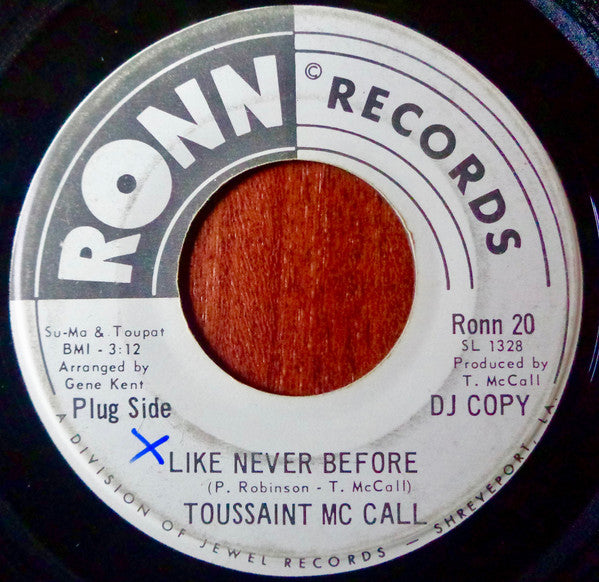 RONN
© RECORDS
Su-Ma & Toupat
BMI - 3:12
Arranged by
Gene Kent
Plug Side
Ronn 20
SL 1328
Produced by
T. McCall
DJ COPY
X
LIKE NEVER BEFORE
(P. Robinson - T. McCall)
TOUSSAINT MC CALL
A DIVISION OF JEWEL RECORDS — SHREVEPORT, LA.